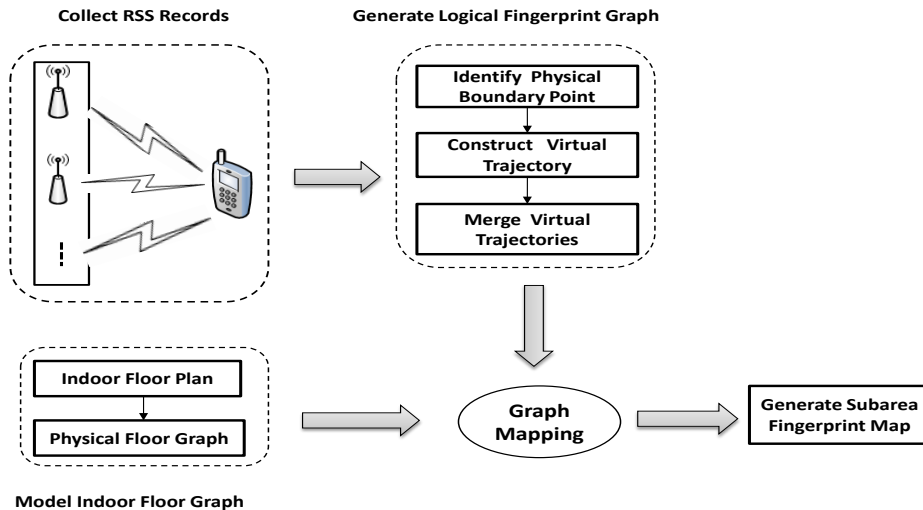 Collect RSS Records
Generate Logical Fingerprint Graph
Identify Physical
Boundary Point
Construct Virtual
Trajectory
Merge Virtual
Trajectories
Indoor Floor Plan
Physical Floor Graph
Graph
Mapping
Generate Subarea
Fingerprint Map
Model Indoor Floor Graph